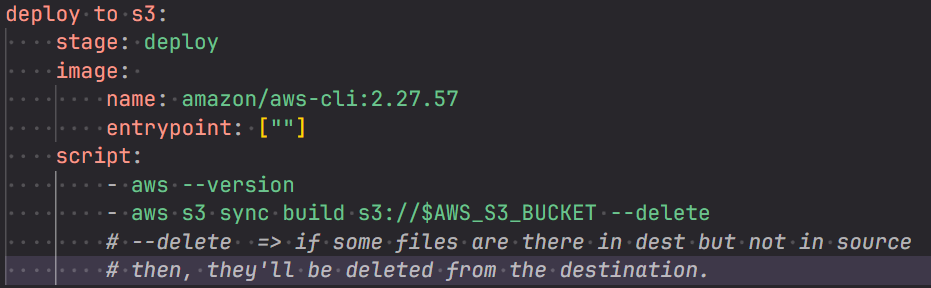 deploy to s3:
    stage: deploy
    image:
        name: amazon/aws-cli:2.27.57
        entrypoint: [""]
    script:
        - aws --version
        - aws s3 sync build s3://$AWS_S3_BUCKET --delete
        # --delete  => if some files are there in dest but not in source
        # then, they'll be deleted from the destination.